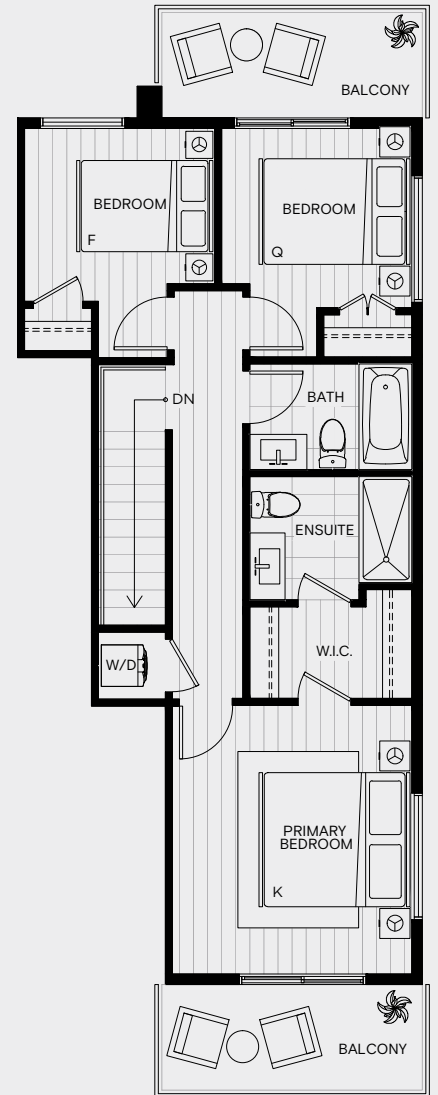 BALCONY
BEDROOM
F
BEDROOM
Q
DN
BATH
ENSUITE
W.I.C.
W/D
PRIMARY
BEDROOM
K
BALCONY